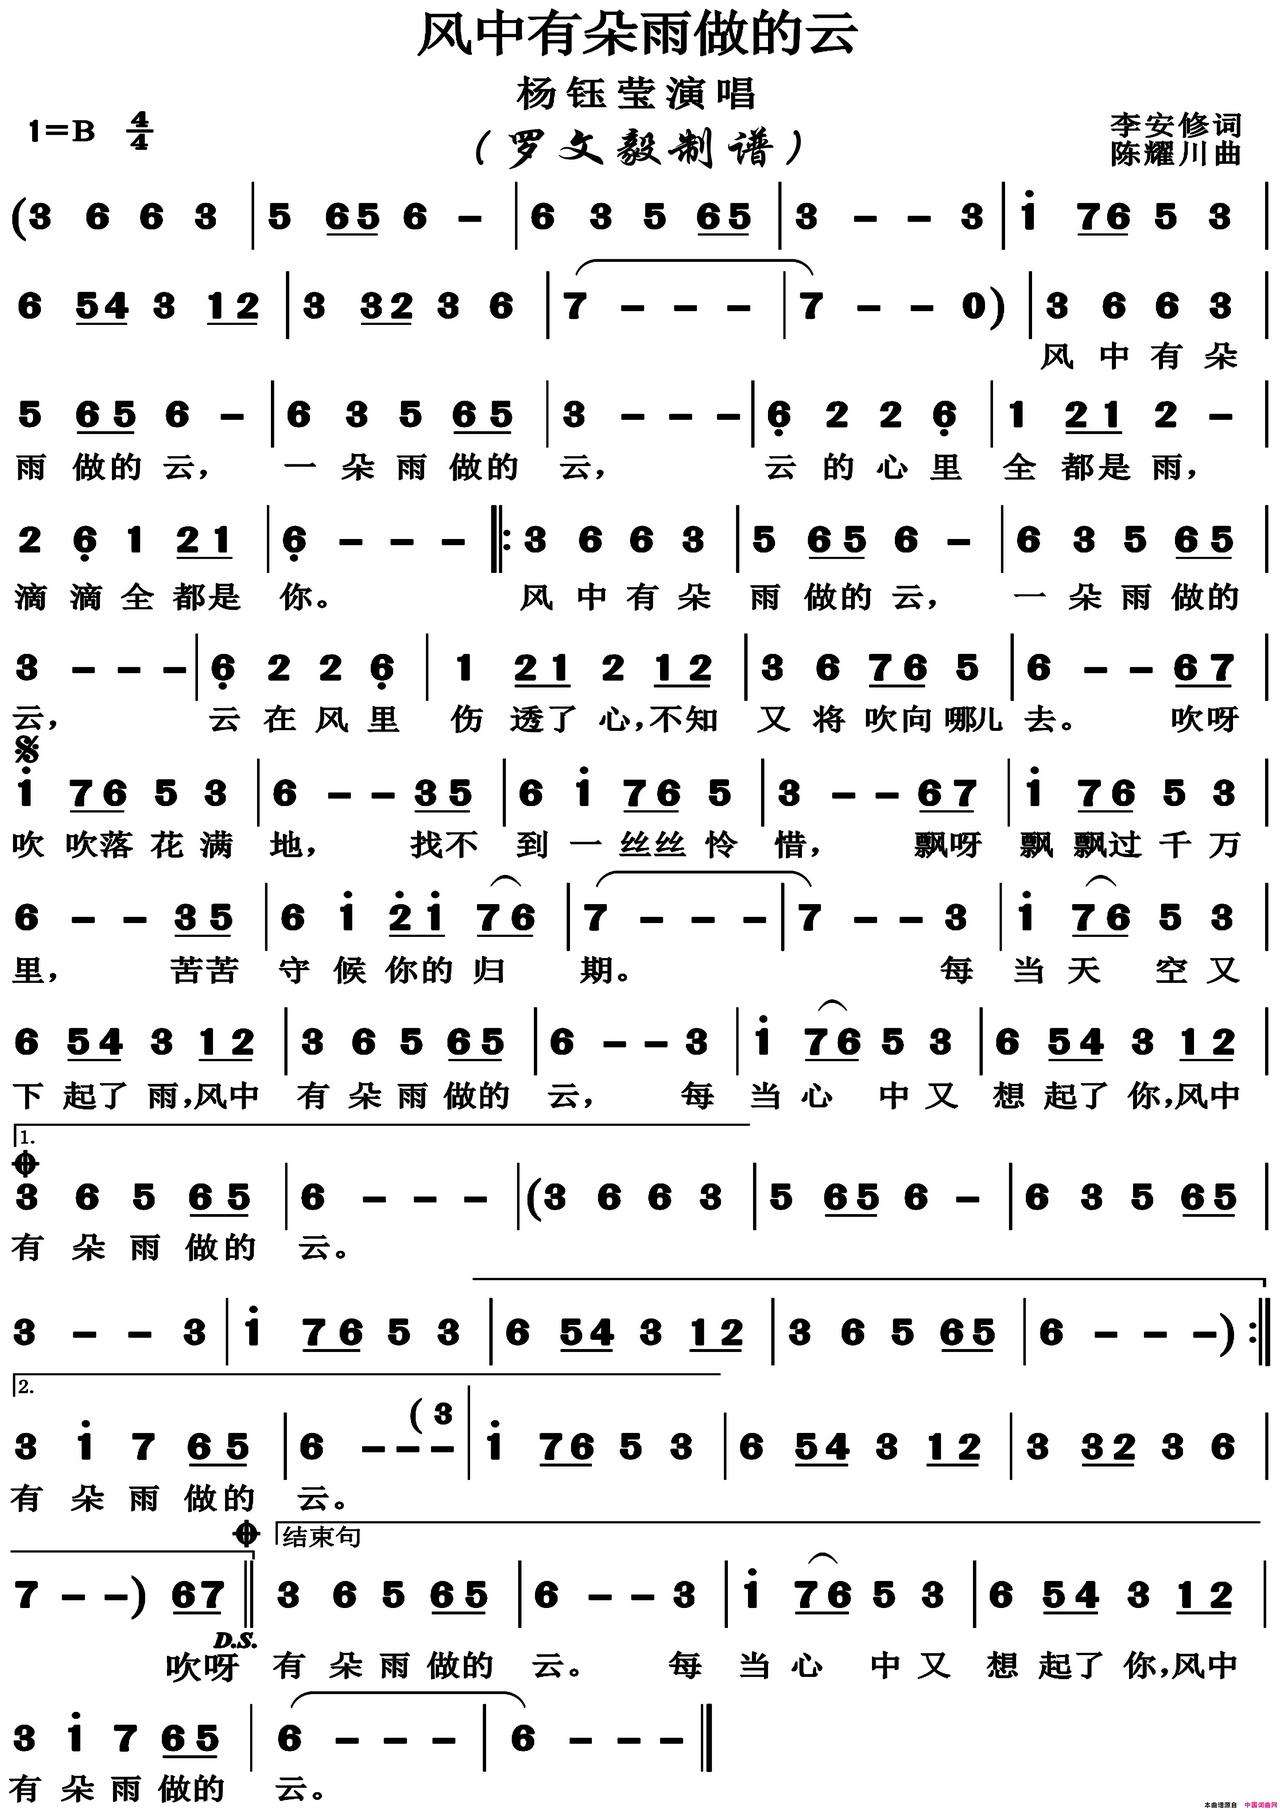 风中有朵雨做的云
杨钰莹演唱
1=B 4/4
(罗文毅制谱)
李安修词
陈耀川曲
(3 6 6 3 | 5 65 6 – | 6 3 5 65 | 3 – – 3 | i 76 5 3 |
6 54 3 12 | 3 32 3 6 | 7 – – – | 7 – – 0) | 3 6 6 3 |
风 中 有 朵
5 65 6 – | 6 3 5 65 | 3 – – – | 6̣ 2 2 6̣ | 1 21 2 – |
雨 做的 云, 一 朵 雨 做的 云, 云 的 心 里 全 都是 雨,
2 6̣ 1 21 | 6̣ – – – ‖: 3 6 6 3 | 5 65 6 – | 6 3 5 65 |
滴 滴 全 都是 你。 风 中 有 朵 雨 做的 云, 一 朵 雨 做的
3 – – – | 6̣ 2 2 6̣ | 1 21 2 12 | 3 6 76 5 | 6 – – 67 |
云, 云 在 风 里 伤 透了 心,不知 又 将 吹向 哪儿 去。 吹呀
𝄋
i 76 5 3 | 6 – – 35 | 6 i 76 5 | 3 – – 67 | i 76 5 3 |
吹 吹落 花 满 地, 找不 到 一 丝丝 怜 惜, 飘呀 飘 飘过 千 万
6 – – 35 | 6 i 2̇i 76 | 7 – – – | 7 – – 3 | i 76 5 3 |
里, 苦苦 守 候 你的 归 期。 每 当 天 空 又
6 54 3 12 | 3 6 5 65 | 6 – – 3 | i 76 5 3 | 6 54 3 12 |
下 起了 雨,风中 有 朵 雨 做的 云, 每 当 心 中 又 想 起了 你,风中
1.
𝄌
3 6 5 65 | 6 – – – | (3 6 6 3 | 5 65 6 – | 6 3 5 65 |
有 朵 雨 做的 云。
3 – – 3 | i 76 5 3 | 6 54 3 12 | 3 6 5 65 | 6 – – –) :‖
2.
3 i 7 65 | 6 – – – (3 | i 76 5 3 | 6 54 3 12 | 3 32 3 6 |
有 朵 雨 做的 云。
𝄌 结束句
7 – –) 67 ‖ 3 6 5 65 | 6 – – 3 | i 76 5 3 | 6 54 3 12 |
D.S.
吹呀 有 朵 雨 做的 云。 每 当 心 中 又 想 起了 你,风中
3 i 7 65 | 6 – – – | 6 – – – ‖
有 朵 雨 做的 云。
本曲谱源自 中国词曲网